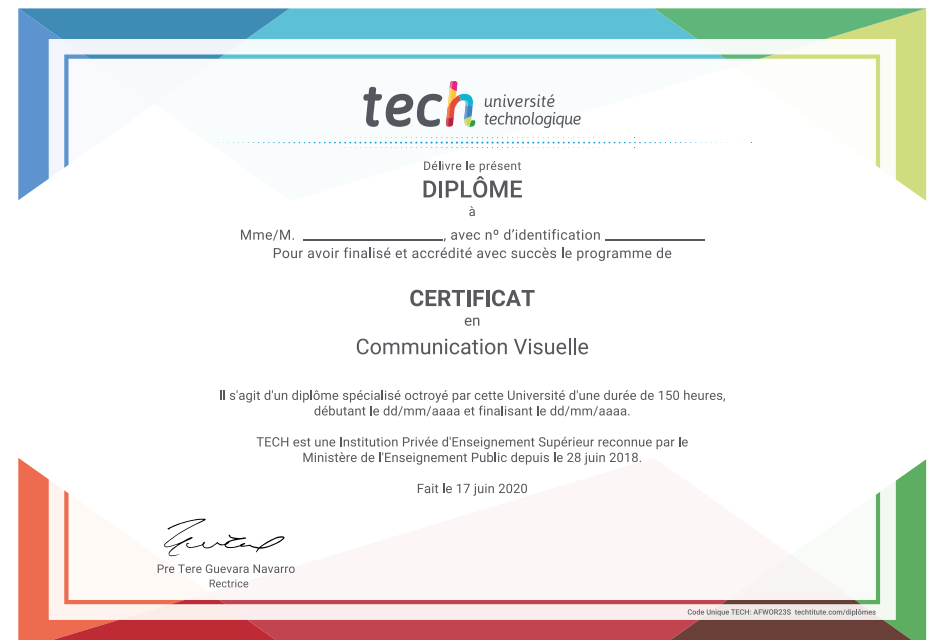 tech université
technologique
Délivre le présent
DIPLÔME
à
Mme/M. ____________________, avec nº d'identification ______________
Pour avoir finalisé et accrédité avec succès le programme de
CERTIFICAT
en
Communication Visuelle
Il s'agit d'un diplôme spécialisé octroyé par cette Université d'une durée de 150 heures,
débutant le dd/mm/aaaa et finalisant le dd/mm/aaaa.
TECH est une Institution Privée d'Enseignement Supérieur reconnue par le
Ministère de l'Enseignement Public depuis le 28 juin 2018.
Fait le 17 juin 2020
Pre Tere Guevara Navarro
Rectrice
Code Unique TECH: AFWOR23S techtitute.com/diplômes